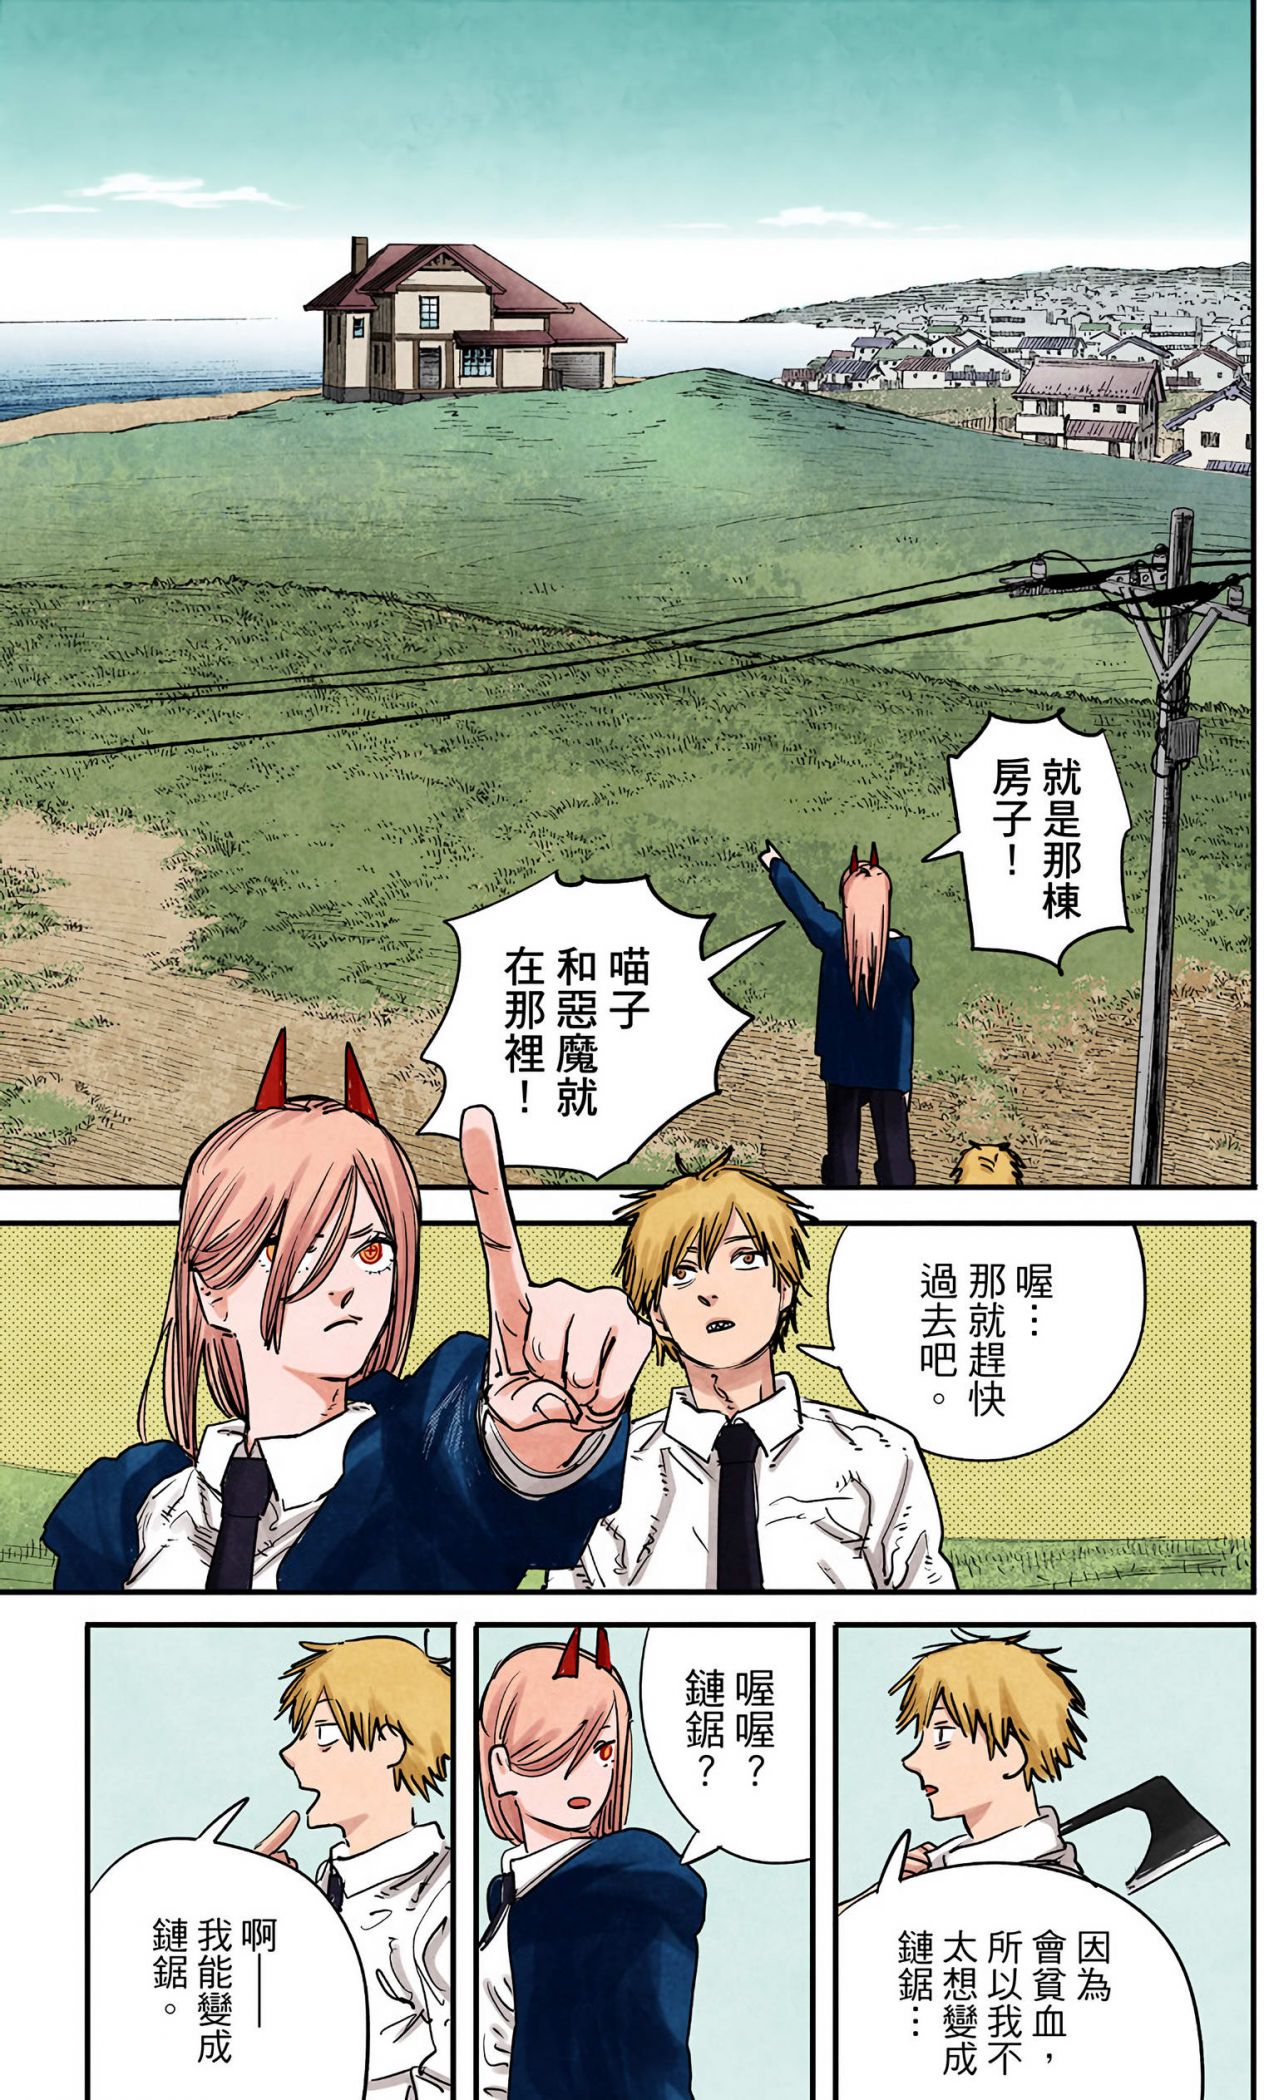 就是那棟
房子！
喵子
和惡魔就
在那裡！
喔…
那就趕快
過去吧。
因為
會貧血，
所以我不
太想變成
鏈鋸…
喔喔？
鏈鋸？
啊——
我能變成
鏈鋸。